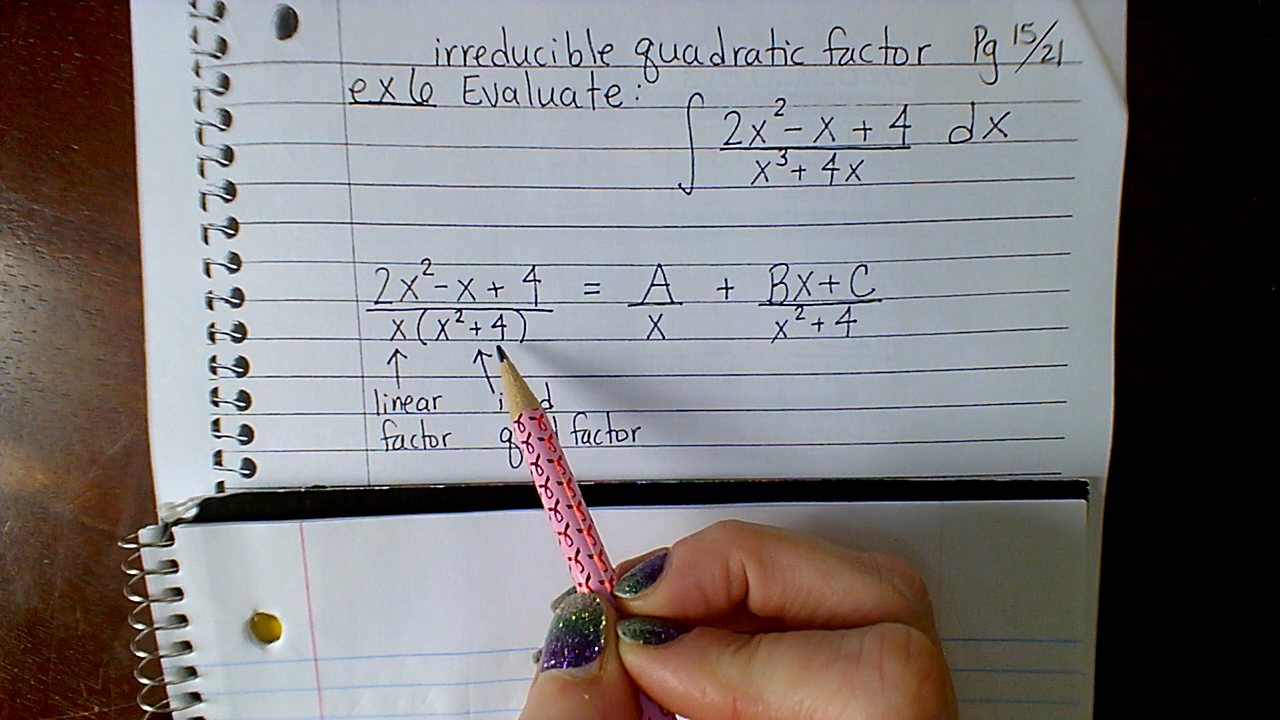 irreducible quadratic factor Pg 15/21
ex6 Evaluate:
∫ 2x² - x + 4 / x³ + 4x dx
2x² - x + 4 / x(x² + 4) = A / x + Bx + C / x² + 4
↑ ↑
linear
factor factor